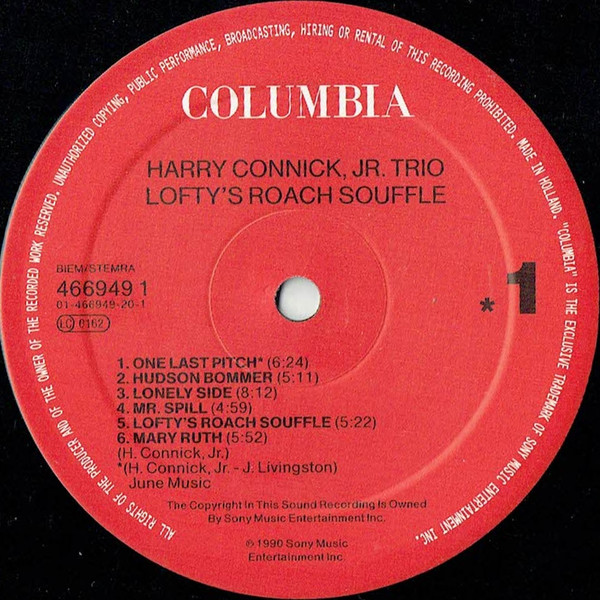 ALL RIGHTS OF THE PRODUCER AND OF THE OWNER OF THE RECORDED WORK RESERVED. UNAUTHORIZED COPYING, PUBLIC PERFORMANCE, BROADCASTING, HIRING OR RENTAL OF THIS RECORDING PROHIBITED. MADE IN HOLLAND. "COLUMBIA" IS THE EXCLUSIVE TRADEMARK OF SONY MUSIC ENTERTAINMENT INC.
COLUMBIA
HARRY CONNICK, JR. TRIO
LOFTY'S ROACH SOUFFLE
BIEM/STEMRA
466949 1
01-466949-20-1
LC 0162
*1
1. ONE LAST PITCH* (6:24)
2. HUDSON BOMMER (5:11)
3. LONELY SIDE (8:12)
4. MR. SPILL (4:59)
5. LOFTY'S ROACH SOUFFLE (5:22)
6. MARY RUTH (5:52)
(H. Connick, Jr.)
*(H. Connick, Jr. - J. Livingston)
June Music
The Copyright In This Sound Recording Is Owned
By Sony Music Entertainment Inc.
℗ 1990 Sony Music
Entertainment Inc.